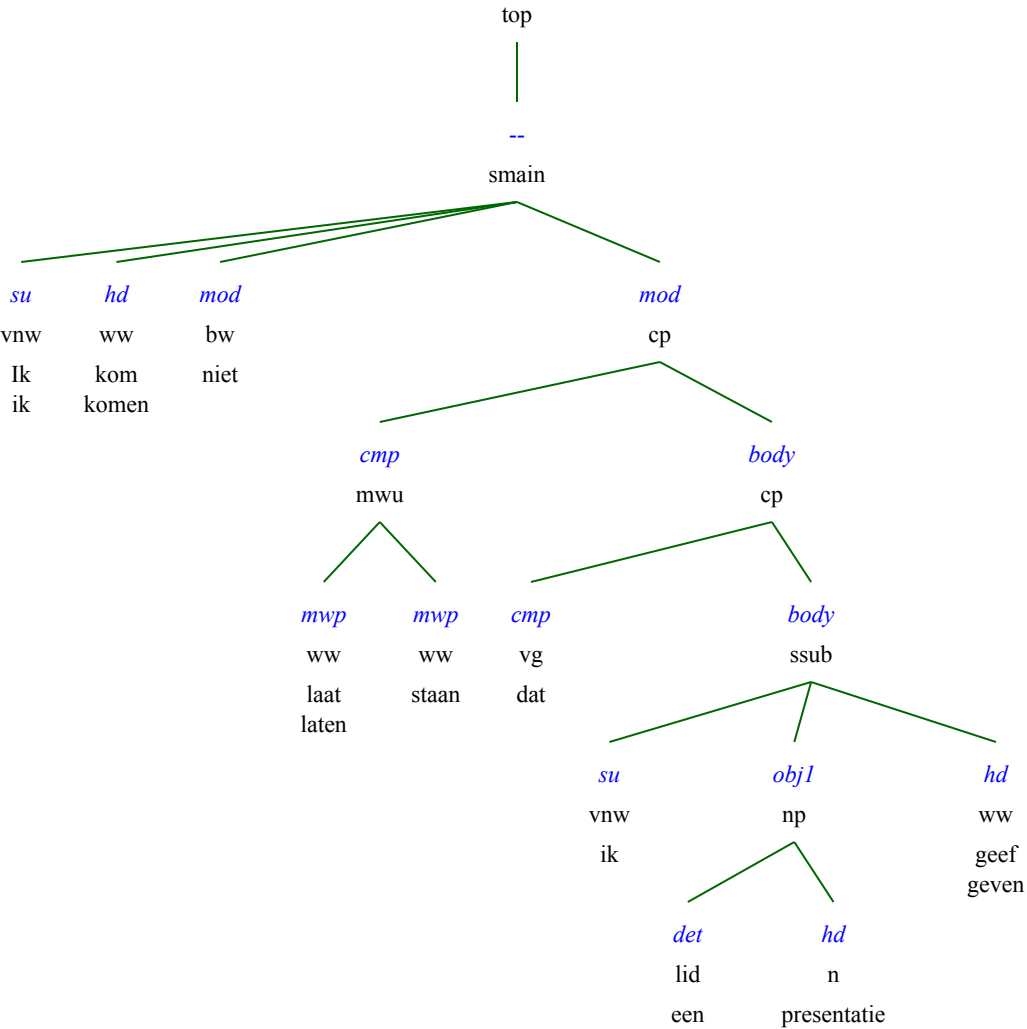 top
--
smain
su hd mod mod
vnw ww bw cp
Ik kom niet
ik komen
cmp body
mwu cp
mwp mwp cmp body
ww ww vg ssub
laat staan dat
laten
su obj1 hd
vnw np ww
ik geef
geven
det hd
lid n
een presentatie